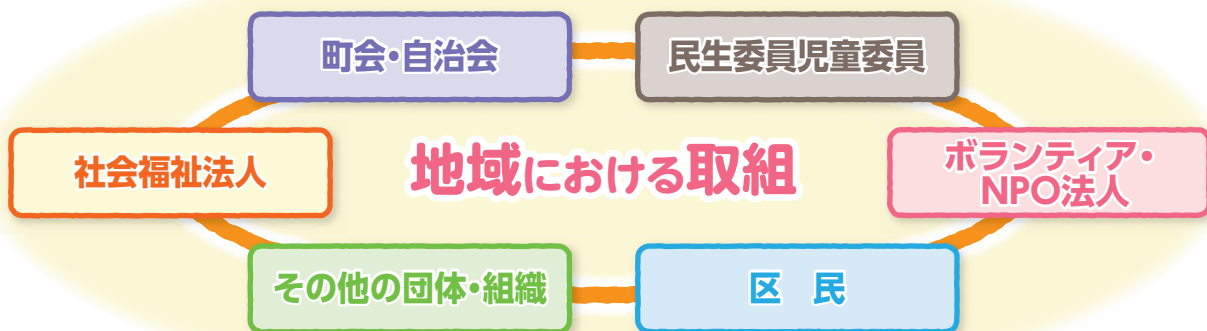 町会・自治会
民生委員児童委員
社会福祉法人
地域における取組
ボランティア・
NPO法人
その他の団体・組織
区　民